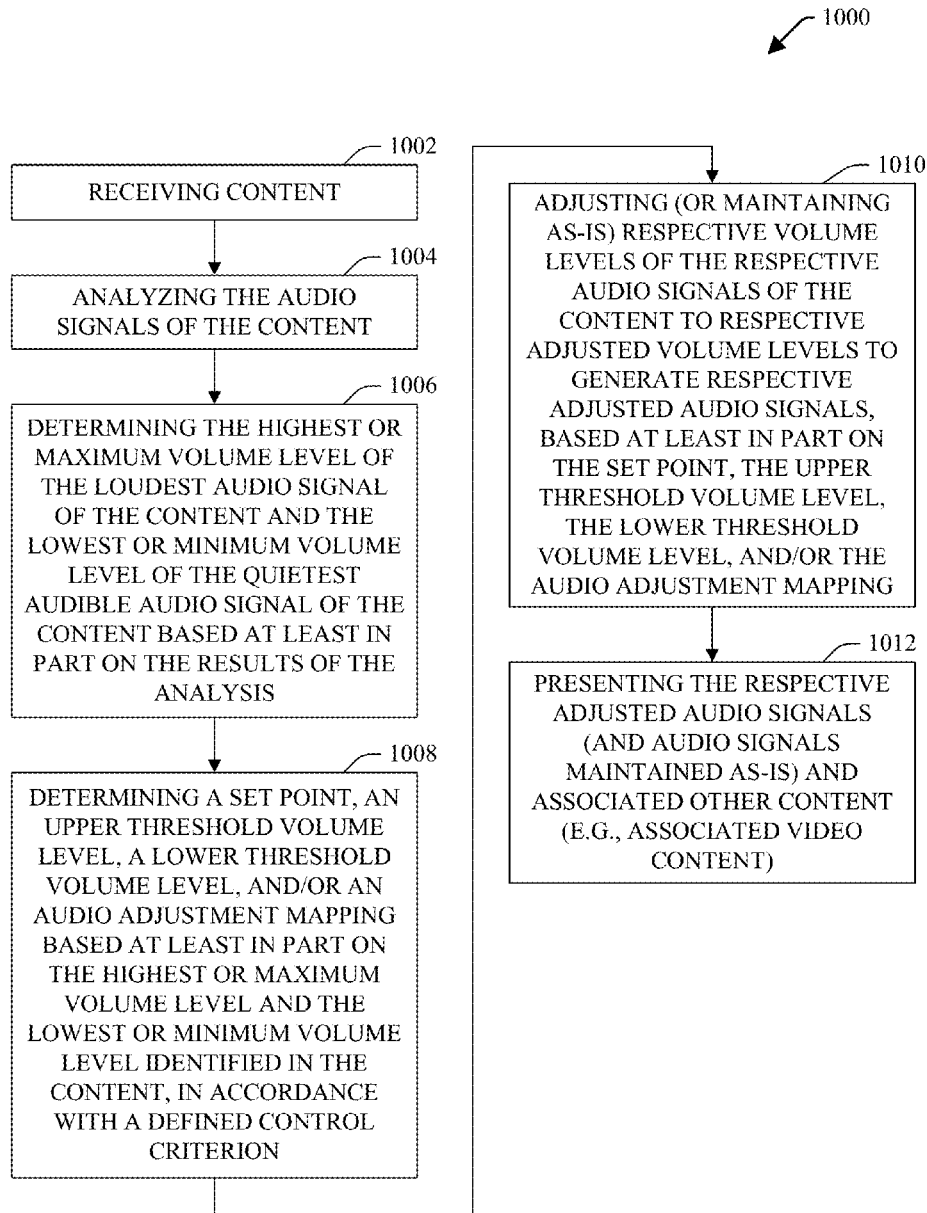 1000
1002
RECEIVING CONTENT
1004
ANALYZING THE AUDIO
SIGNALS OF THE CONTENT
1006
DETERMINING THE HIGHEST OR
MAXIMUM VOLUME LEVEL OF
THE LOUDEST AUDIO SIGNAL
OF THE CONTENT AND THE
LOWEST OR MINIMUM VOLUME
LEVEL OF THE QUIETEST
AUDIBLE AUDIO SIGNAL OF THE
CONTENT BASED AT LEAST IN
PART ON THE RESULTS OF THE
ANALYSIS
1008
DETERMINING A SET POINT, AN
UPPER THRESHOLD VOLUME
LEVEL, A LOWER THRESHOLD
VOLUME LEVEL, AND/OR AN
AUDIO ADJUSTMENT MAPPING
BASED AT LEAST IN PART ON
THE HIGHEST OR MAXIMUM
VOLUME LEVEL AND THE
LOWEST OR MINIMUM VOLUME
LEVEL IDENTIFIED IN THE
CONTENT, IN ACCORDANCE
WITH A DEFINED CONTROL
CRITERION
1010
ADJUSTING (OR MAINTAINING
AS-IS) RESPECTIVE VOLUME
LEVELS OF THE RESPECTIVE
AUDIO SIGNALS OF THE
CONTENT TO RESPECTIVE
ADJUSTED VOLUME LEVELS TO
GENERATE RESPECTIVE
ADJUSTED AUDIO SIGNALS,
BASED AT LEAST IN PART ON
THE SET POINT, THE UPPER
THRESHOLD VOLUME LEVEL,
THE LOWER THRESHOLD
VOLUME LEVEL, AND/OR THE
AUDIO ADJUSTMENT MAPPING
1012
PRESENTING THE RESPECTIVE
ADJUSTED AUDIO SIGNALS
(AND AUDIO SIGNALS
MAINTAINED AS-IS) AND
ASSOCIATED OTHER CONTENT
(E.G., ASSOCIATED VIDEO
CONTENT)